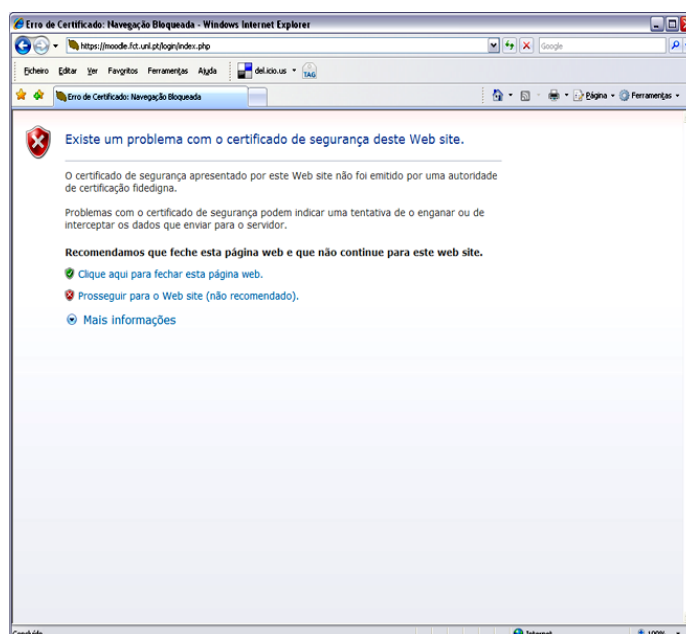 Erro de Certificado: Navegação Bloqueada - Windows Internet Explorer
https://moodle.fct.unl.pt/login/index.php
Google
Ficheiro Editar Ver Favoritos Ferramentas Ajuda del.icio.us TAG
Erro de Certificado: Navegação Bloqueada
Página Ferramentas
Existe um problema com o certificado de segurança deste Web site.
O certificado de segurança apresentado por este Web site não foi emitido por uma autoridade
de certificação fidedigna.
Problemas com o certificado de segurança podem indicar uma tentativa de o enganar ou de
interceptar os dados que enviar para o servidor.
Recomendamos que feche esta página web e que não continue para este web site.
Clique aqui para fechar esta página web.
Prosseguir para o Web site (não recomendado).
Mais informações
Concluído Internet 100%